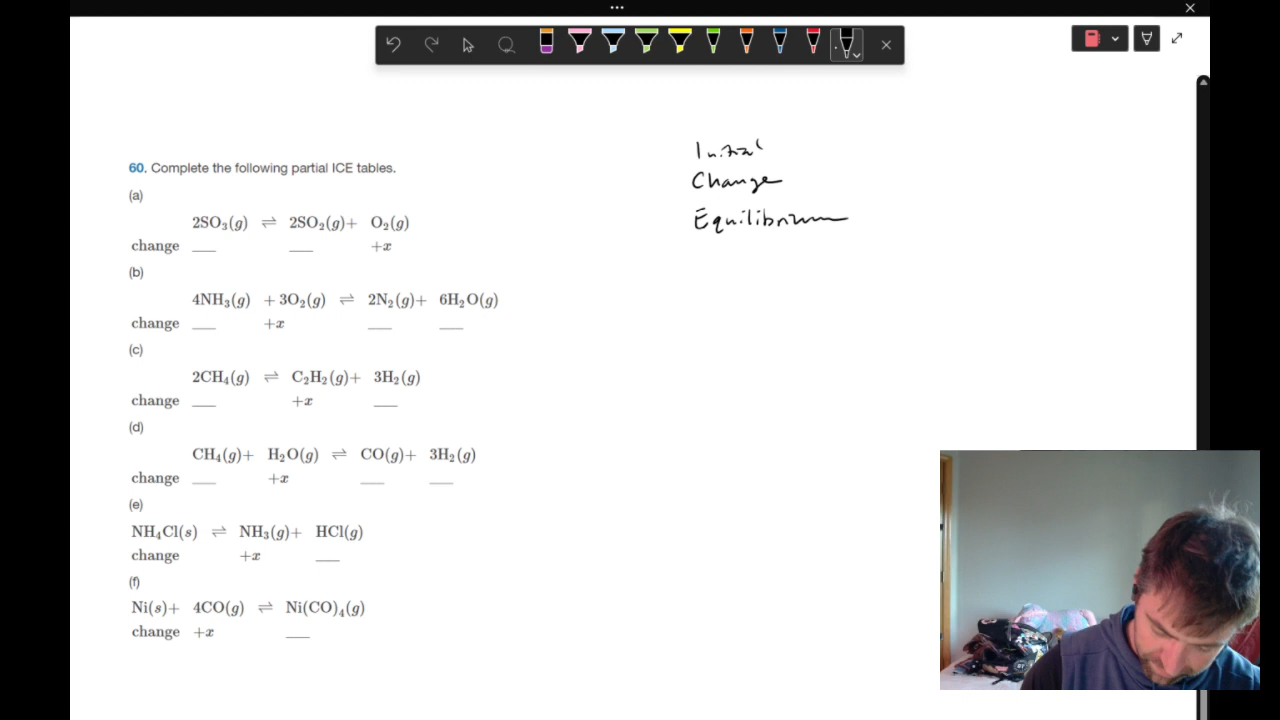 60. Complete the following partial ICE tables.
(a)
2SO₃(g) ⇌ 2SO₂(g)+ O₂(g)
change ___ ___ +x
(b)
4NH₃(g) + 3O₂(g) ⇌ 2N₂(g)+ 6H₂O(g)
change ___ +x ___ ___
(c)
2CH₄(g) ⇌ C₂H₂(g)+ 3H₂(g)
change ___ +x ___
(d)
CH₄(g)+ H₂O(g) ⇌ CO(g)+ 3H₂(g)
change ___ +x ___ ___
(e)
NH₄Cl(s) ⇌ NH₃(g)+ HCl(g)
change +x ___
(f)
Ni(s)+ 4CO(g) ⇌ Ni(CO)₄(g)
change +x ___
Initial
Change
Equilibrium